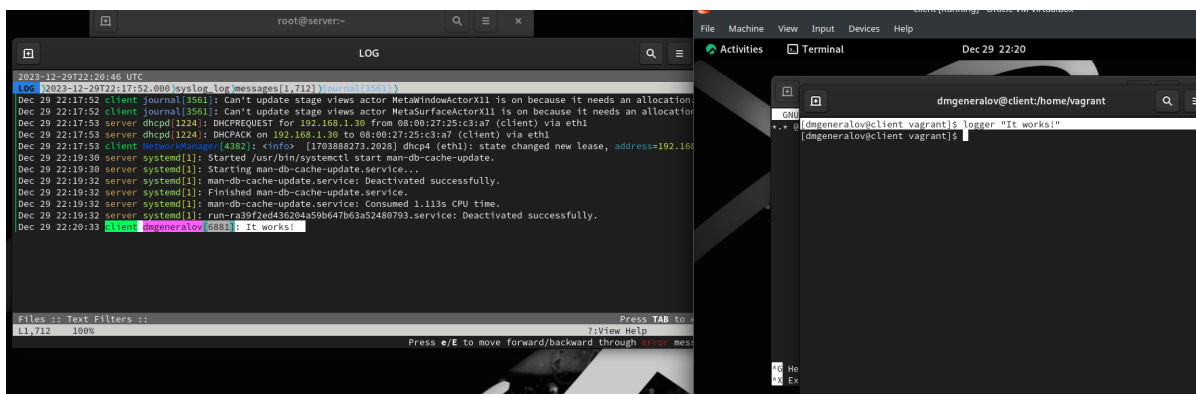 root@server:~
LOG
2023-12-29T22:20:46 UTC
LOG ⟩2023-12-29T22:17:52.000⟩syslog_log⟩messages[1,712]⟩journal[3561]⟩
Dec 29 22:17:52 client journal[3561]: Can't update stage views actor MetaWindowActorX11 is on because it needs an allocation.
Dec 29 22:17:52 client journal[3561]: Can't update stage views actor MetaSurfaceActorX11 is on because it needs an allocation
Dec 29 22:17:53 server dhcpd[1224]: DHCPREQUEST for 192.168.1.30 from 08:00:27:25:c3:a7 (client) via eth1
Dec 29 22:17:53 server dhcpd[1224]: DHCPACK on 192.168.1.30 to 08:00:27:25:c3:a7 (client) via eth1
Dec 29 22:17:53 client NetworkManager[4382]: <info>  [1703888273.2028] dhcp4 (eth1): state changed new lease, address=192.168
Dec 29 22:19:30 server systemd[1]: Started /usr/bin/systemctl start man-db-cache-update.
Dec 29 22:19:30 server systemd[1]: Starting man-db-cache-update.service...
Dec 29 22:19:32 server systemd[1]: man-db-cache-update.service: Deactivated successfully.
Dec 29 22:19:32 server systemd[1]: Finished man-db-cache-update.service.
Dec 29 22:19:32 server systemd[1]: man-db-cache-update.service: Consumed 1.113s CPU time.
Dec 29 22:19:32 server systemd[1]: run-ra39f2ed436204a59b647b63a52480793.service: Deactivated successfully.
Dec 29 22:20:33 client dmgeneralov[6881]: It works!
Files :: Text Filters ::
Press TAB to e
L1,712 100%
?:View Help
Press e/E to move forward/backward through error mess
File Machine View Input Devices Help
Activities Terminal Dec 29 22:20
dmgeneralov@client:/home/vagrant
GNU
*.* @
[dmgeneralov@client vagrant]$ logger "It works!"
[dmgeneralov@client vagrant]$
^G He
^X Ex